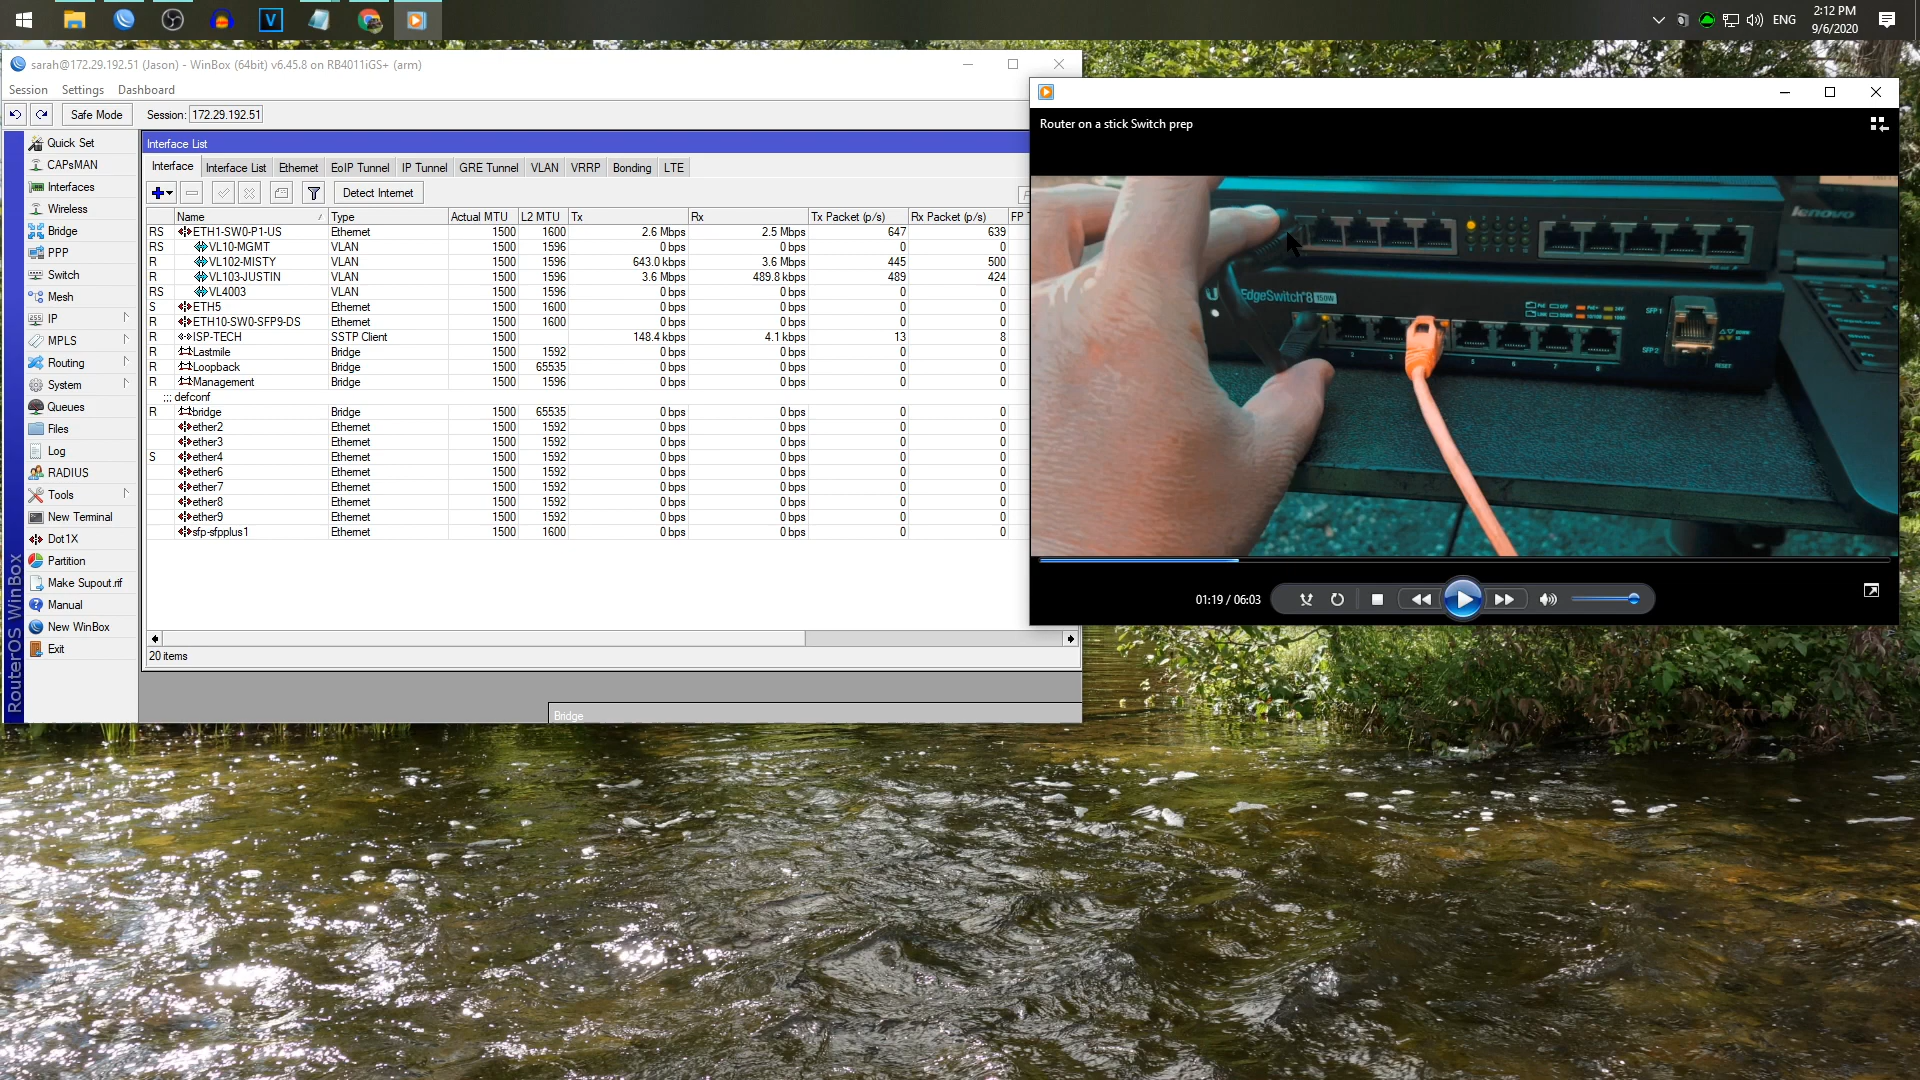 2:12 PM
ENG
9/6/2020
sarah@172.29.192.51 (Jason) - WinBox (64bit) v6.45.8 on RB4011iGS+ (arm)
Session Settings Dashboard
Safe Mode Session: 172.29.192.51
Quick Set
CAPsMAN
Interfaces
Wireless
Bridge
PPP
Switch
Mesh
IP
MPLS
Routing
System
Queues
Files
Log
RADIUS
Tools
New Terminal
Dot1X
Partition
Make Supout.rif
Manual
New WinBox
Exit
RouterOS WinBox
Interface List
Interface Interface List Ethernet EoIP Tunnel IP Tunnel GRE Tunnel VLAN VRRP Bonding LTE
Detect Internet
Name Type Actual MTU L2 MTU Tx Rx Tx Packet (p/s) Rx Packet (p/s) FP
RS ETH1-SW0-P1-US Ethernet 1500 1600 2.6 Mbps 2.5 Mbps 647 639
RS VL10-MGMT VLAN 1500 1596 0 bps 0 bps 0 0
R VL102-MISTY VLAN 1500 1596 643.0 kbps 3.6 Mbps 445 500
R VL103-JUSTIN VLAN 1500 1596 3.6 Mbps 489.8 kbps 489 424
RS VL4003 VLAN 1500 1596 0 bps 0 bps 0 0
S ETH5 Ethernet 1500 1600 0 bps 0 bps 0 0
R ETH10-SW0-SFP9-DS Ethernet 1500 1600 0 bps 0 bps 0 0
R ISP-TECH SSTP Client 1500 148.4 kbps 4.1 kbps 13 8
R Lastmile Bridge 1500 1592 0 bps 0 bps 0 0
R Loopback Bridge 1500 65535 0 bps 0 bps 0 0
R Management Bridge 1500 1596 0 bps 0 bps 0 0
;;; defconf
R bridge Bridge 1500 65535 0 bps 0 bps 0 0
ether2 Ethernet 1500 1592 0 bps 0 bps 0 0
ether3 Ethernet 1500 1592 0 bps 0 bps 0 0
S ether4 Ethernet 1500 1592 0 bps 0 bps 0 0
ether6 Ethernet 1500 1592 0 bps 0 bps 0 0
ether7 Ethernet 1500 1592 0 bps 0 bps 0 0
ether8 Ethernet 1500 1592 0 bps 0 bps 0 0
ether9 Ethernet 1500 1592 0 bps 0 bps 0 0
sfp-sfpplus1 Ethernet 1500 1600 0 bps 0 bps 0 0
20 items
Bridge
Router on a stick Switch prep
lenovo
EdgeSwitch 8 150W
SFP 1
SFP 2
RESET
01:19 / 06:03